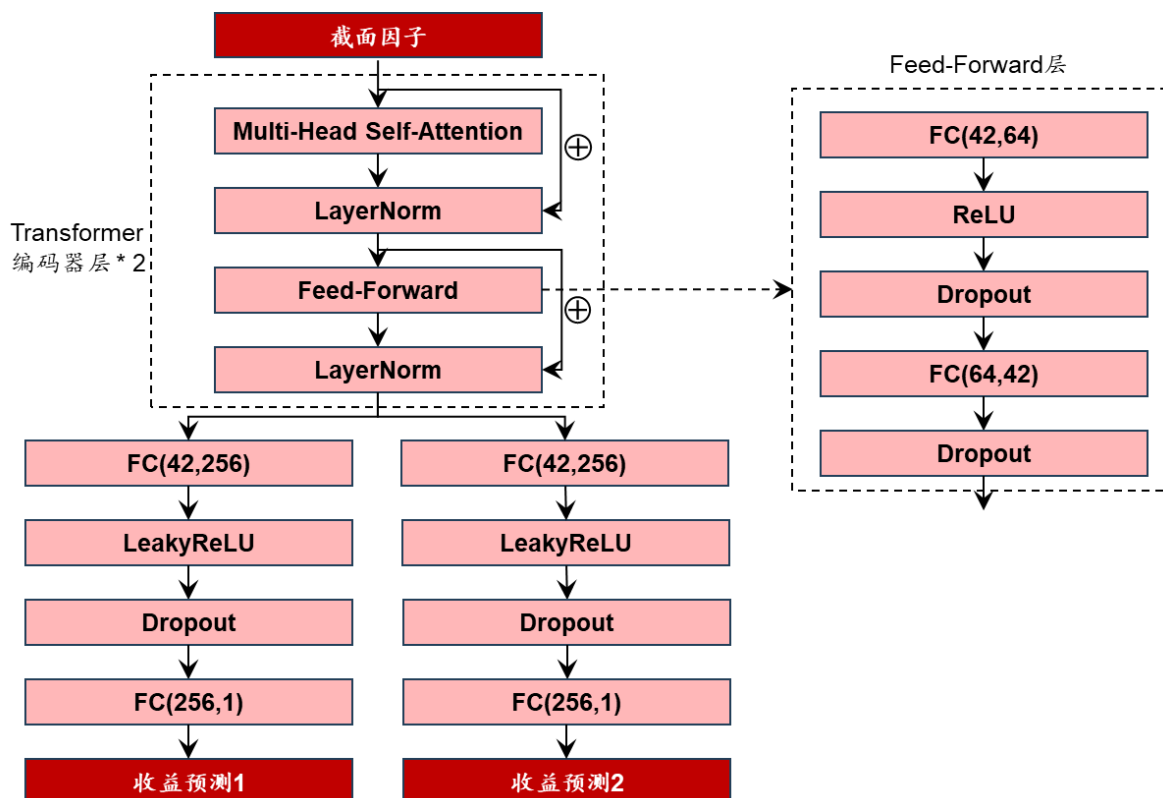 截面因子
Multi-Head Self-Attention
LayerNorm
Feed-Forward
LayerNorm
Transformer
编码器层 * 2
FC(42,256)
LeakyReLU
Dropout
FC(256,1)
收益预测1
FC(42,256)
LeakyReLU
Dropout
FC(256,1)
收益预测2
Feed-Forward层
FC(42,64)
ReLU
Dropout
FC(64,42)
Dropout